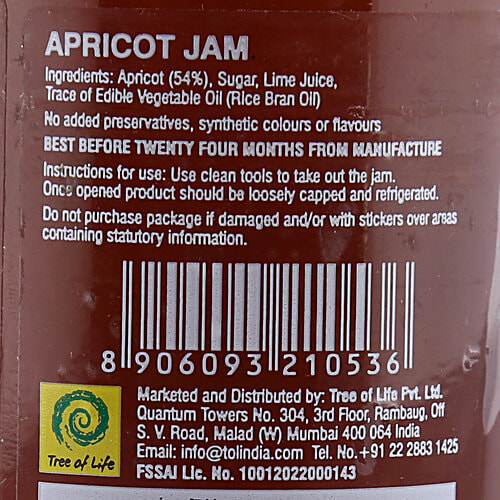 APRICOT JAM
Ingredients: Apricot (54%), Sugar, Lime Juice,
Trace of Edible Vegetable Oil (Rice Bran Oil)
No added preservatives, synthetic colours or flavours
BEST BEFORE TWENTY FOUR MONTHS FROM MANUFACTURE
Instructions for use: Use clean tools to take out the jam.
Once opened product should be loosely capped and refrigerated.
Do not purchase package if damaged and/or with stickers over areas
containing statutory information.
8 906093 210536
Marketed and Distributed by: Tree of Life Pvt. Ltd.
Quantum Towers No. 304, 3rd Floor, Rambaug, Off
S. V. Road, Malad (W) Mumbai 400 064 India
Email: info@tolindia.com Tel. No.+91 22 2883 1425
FSSAI Lic. No. 10012022000143
Tree of Life